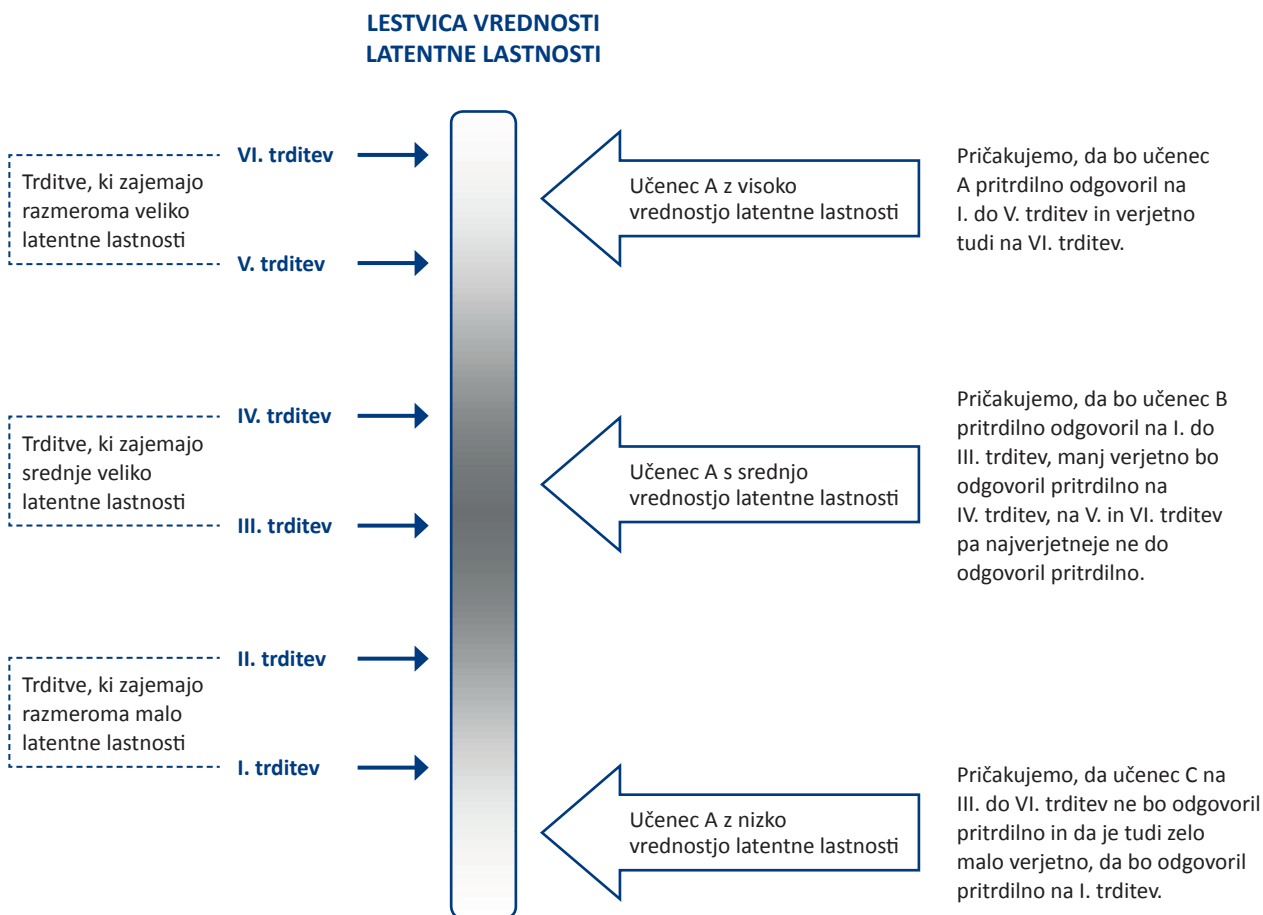 LESTVICA VREDNOSTI
LATENTNE LASTNOSTI
VI. trditev
Trditve, ki zajemajo
razmeroma veliko
latentne lastnosti
V. trditev
Učenec A z visoko
vrednostjo latentne lastnosti
Pričakujemo, da bo učenec
A pritrdilno odgovoril na
I. do V. trditev in verjetno
tudi na VI. trditev.
IV. trditev
Trditve, ki zajemajo
srednje veliko
latentne lastnosti
III. trditev
Učenec A s srednjo
vrednostjo latentne lastnosti
Pričakujemo, da bo učenec B
pritrdilno odgovoril na I. do
III. trditev, manj verjetno bo
odgovoril pritrdilno na
IV. trditev, na V. in VI. trditev
pa najverjetneje ne do
odgovoril pritrdilno.
II. trditev
Trditve, ki zajemajo
razmeroma malo
latentne lastnosti
I. trditev
Učenec A z nizko
vrednostjo latentne lastnosti
Pričakujemo, da učenec C na
III. do VI. trditev ne bo odgovoril
pritrdilno in da je tudi zelo
malo verjetno, da bo odgovoril
pritrdilno na I. trditev.